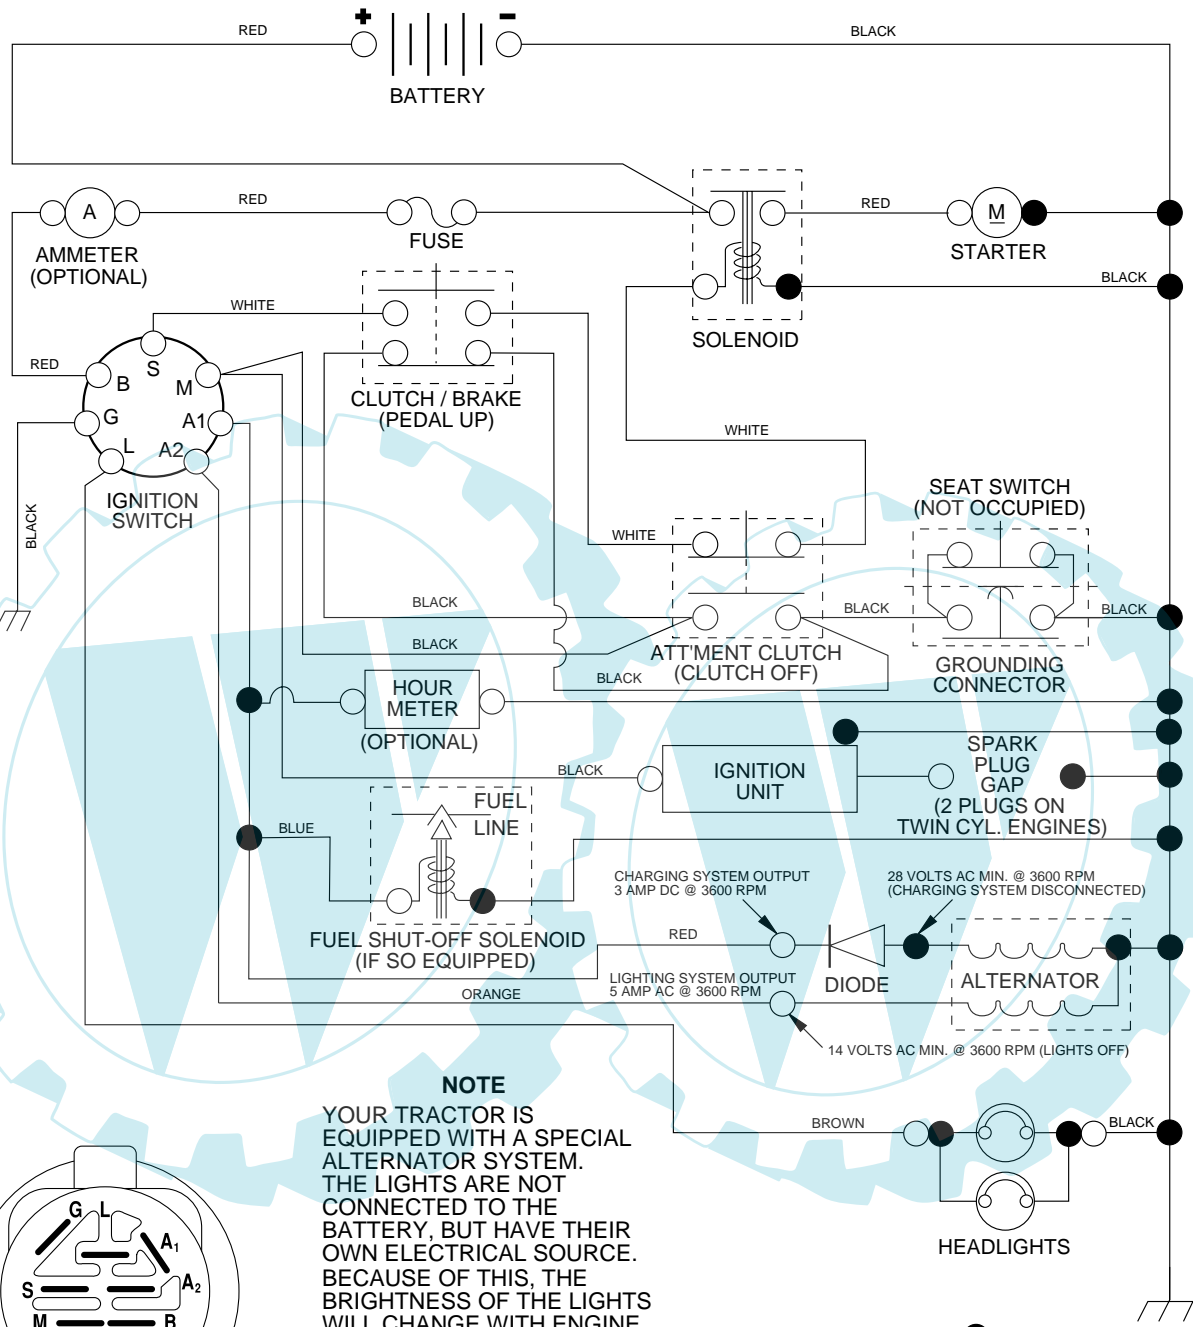 +
−
RED
BLACK
BATTERY
RED
RED
A
M
FUSE
AMMETER
(OPTIONAL)
STARTER
BLACK
WHITE
SOLENOID
RED
S
B
M
G
A1
L
A2
CLUTCH / BRAKE
(PEDAL UP)
WHITE
IGNITION
SWITCH
BLACK
SEAT SWITCH
(NOT OCCUPIED)
WHITE
BLACK
BLACK
BLACK
BLACK
ATT'MENT CLUTCH
(CLUTCH OFF)
GROUNDING
CONNECTOR
BLACK
HOUR
METER
(OPTIONAL)
SPARK
PLUG
GAP
(2 PLUGS ON
TWIN CYL. ENGINES)
BLACK
IGNITION
UNIT
FUEL
LINE
BLUE
CHARGING SYSTEM OUTPUT
3 AMP DC @ 3600 RPM
28 VOLTS AC MIN. @ 3600 RPM
(CHARGING SYSTEM DISCONNECTED)
FUEL SHUT-OFF SOLENOID
(IF SO EQUIPPED)
RED
DIODE
ALTERNATOR
LIGHTING SYSTEM OUTPUT
5 AMP AC @ 3600 RPM
ORANGE
14 VOLTS AC MIN. @ 3600 RPM (LIGHTS OFF)
NOTE
YOUR TRACTOR IS
EQUIPPED WITH A SPECIAL
ALTERNATOR SYSTEM.
THE LIGHTS ARE NOT
CONNECTED TO THE
BATTERY, BUT HAVE THEIR
OWN ELECTRICAL SOURCE.
BECAUSE OF THIS, THE
BRIGHTNESS OF THE LIGHTS
WILL CHANGE WITH ENGINE
BROWN
BLACK
HEADLIGHTS
G
L
A1
A2
S
M
B